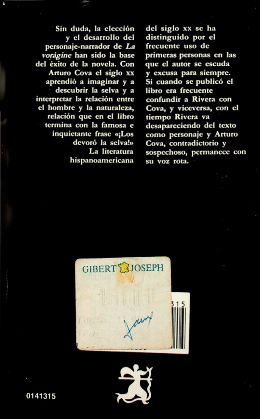 Sin duda, la elección
y el desarrollo del
personaje-narrador de La
vorágine han sido la base
del éxito de la novela. Con
Arturo Cova el siglo XX
aprendió a imaginar y a
descubrir la selva y a
interpretar la relación entre
el hombre y la naturaleza,
relación que en el libro
termina con la famosa e
inquietante frase «¡Los
devoró la selva!»
La literatura
hispanoamericana
del siglo XX se ha
distinguido por el
frecuente uso de
primeras personas en las
que el autor se escuda
y excusa para siempre.
Si cuando se publicó el
libro era frecuente
confundir a Rivera con
Cova, y viceversa, con el
tiempo Rivera va
desapareciendo del texto
como personaje y Arturo
Cova, contradictorio y
sospechoso, permanece con
su voz rota.
GIBERT JOSEPH
315
0141315